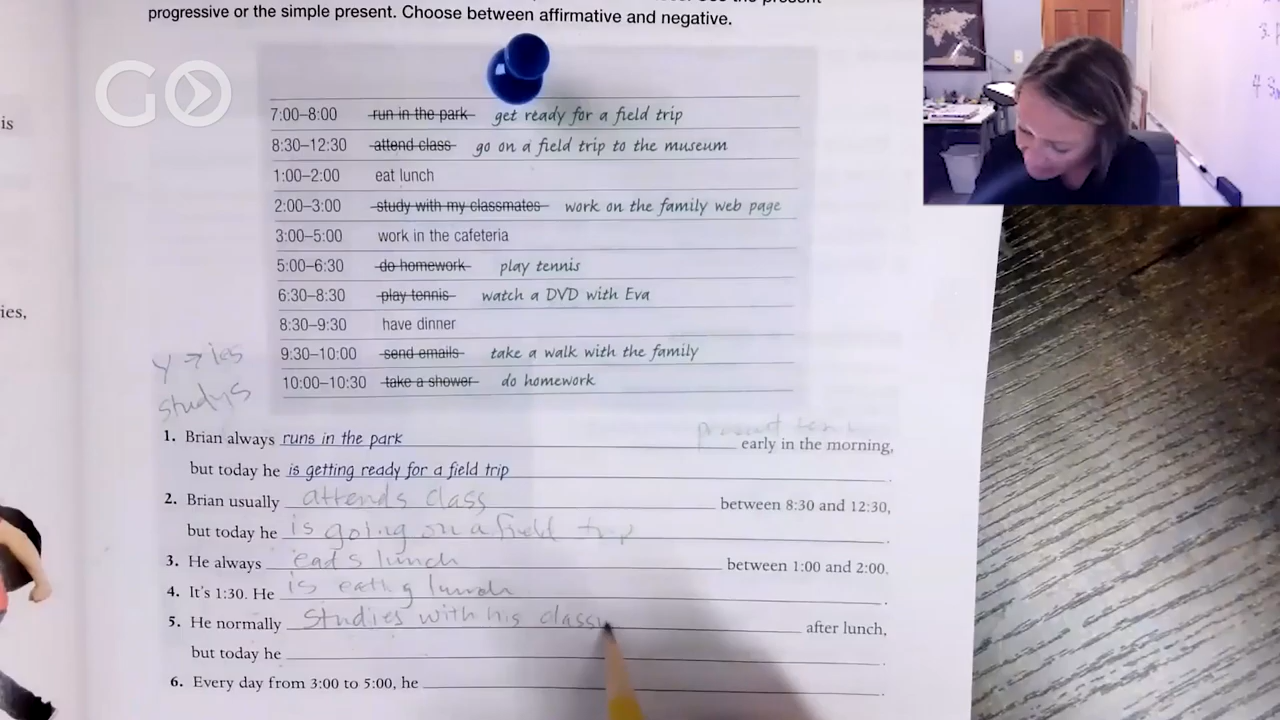 progressive or the simple present. Choose between affirmative and negative.
GO
is
7:00–8:00 run in the park get ready for a field trip
8:30–12:30 attend class go on a field trip to the museum
1:00–2:00 eat lunch
2:00–3:00 study with my classmates work on the family web page
3:00–5:00 work in the cafeteria
5:00–6:30 do homework play tennis
6:30–8:30 play tennis watch a DVD with Eva
8:30–9:30 have dinner
9:30–10:00 send emails take a walk with the family
10:00–10:30 take a shower do homework
ies,
y → ies
studys
1. Brian always runs in the park early in the morning,
but today he is getting ready for a field trip .
2. Brian usually attends class between 8:30 and 12:30,
but today he is going on a field trip .
3. He always eats lunch between 1:00 and 2:00.
4. It's 1:30. He is eating lunch .
5. He normally studies with his class after lunch,
but today he .
6. Every day from 3:00 to 5:00, he .